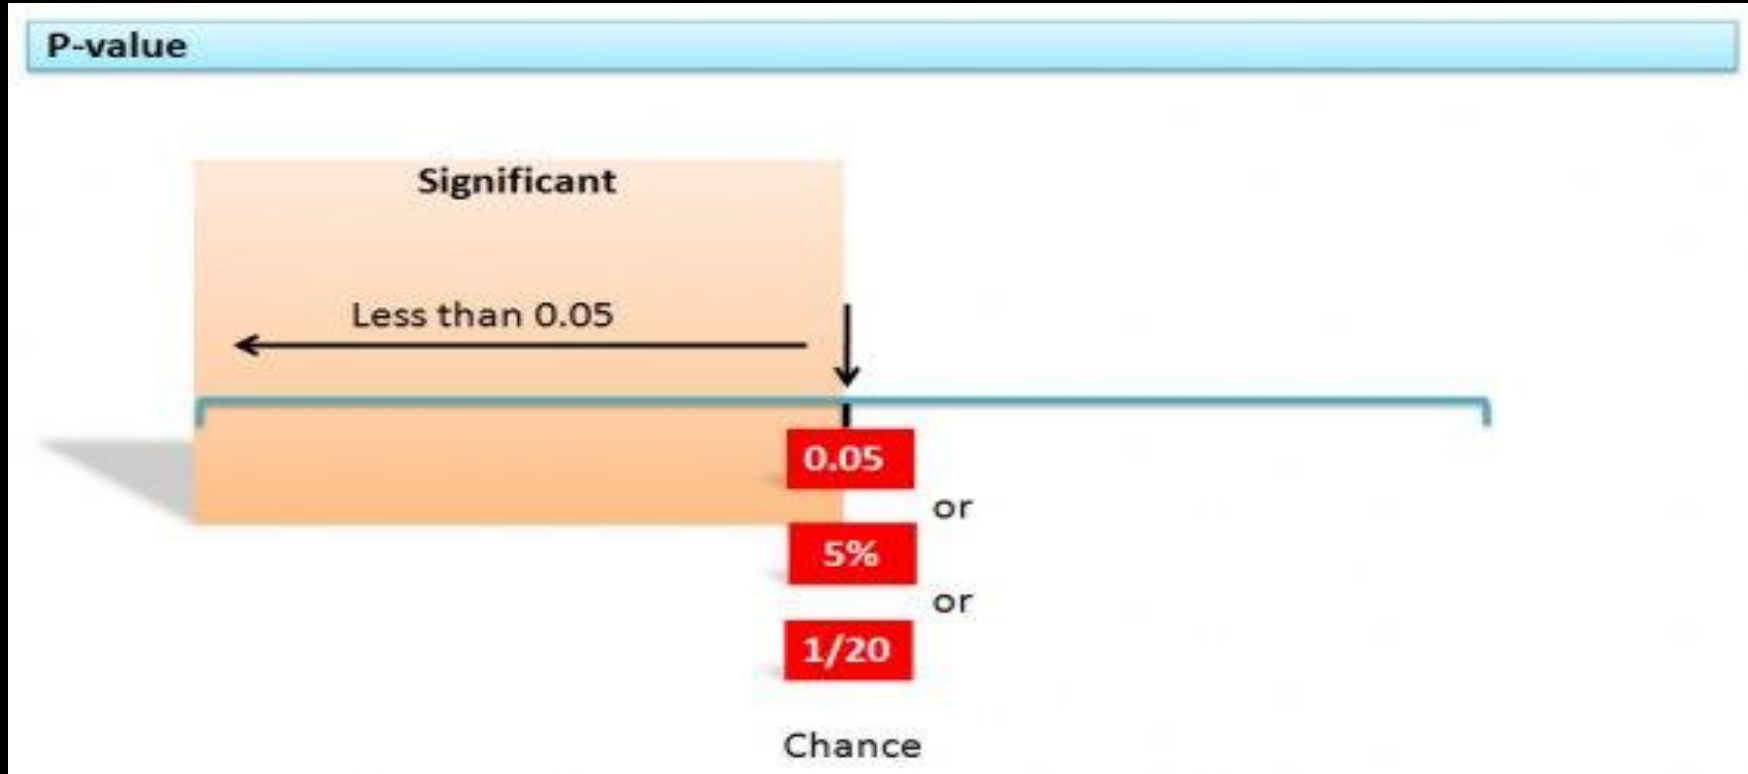 P-value
Significant
Less than 0.05
0.05
or
5%
or
1/20
Chance